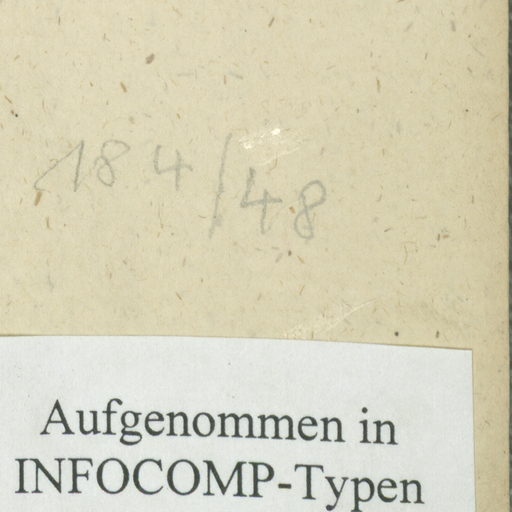 184/48
Aufgenommen in
INFOCOMP-Typen